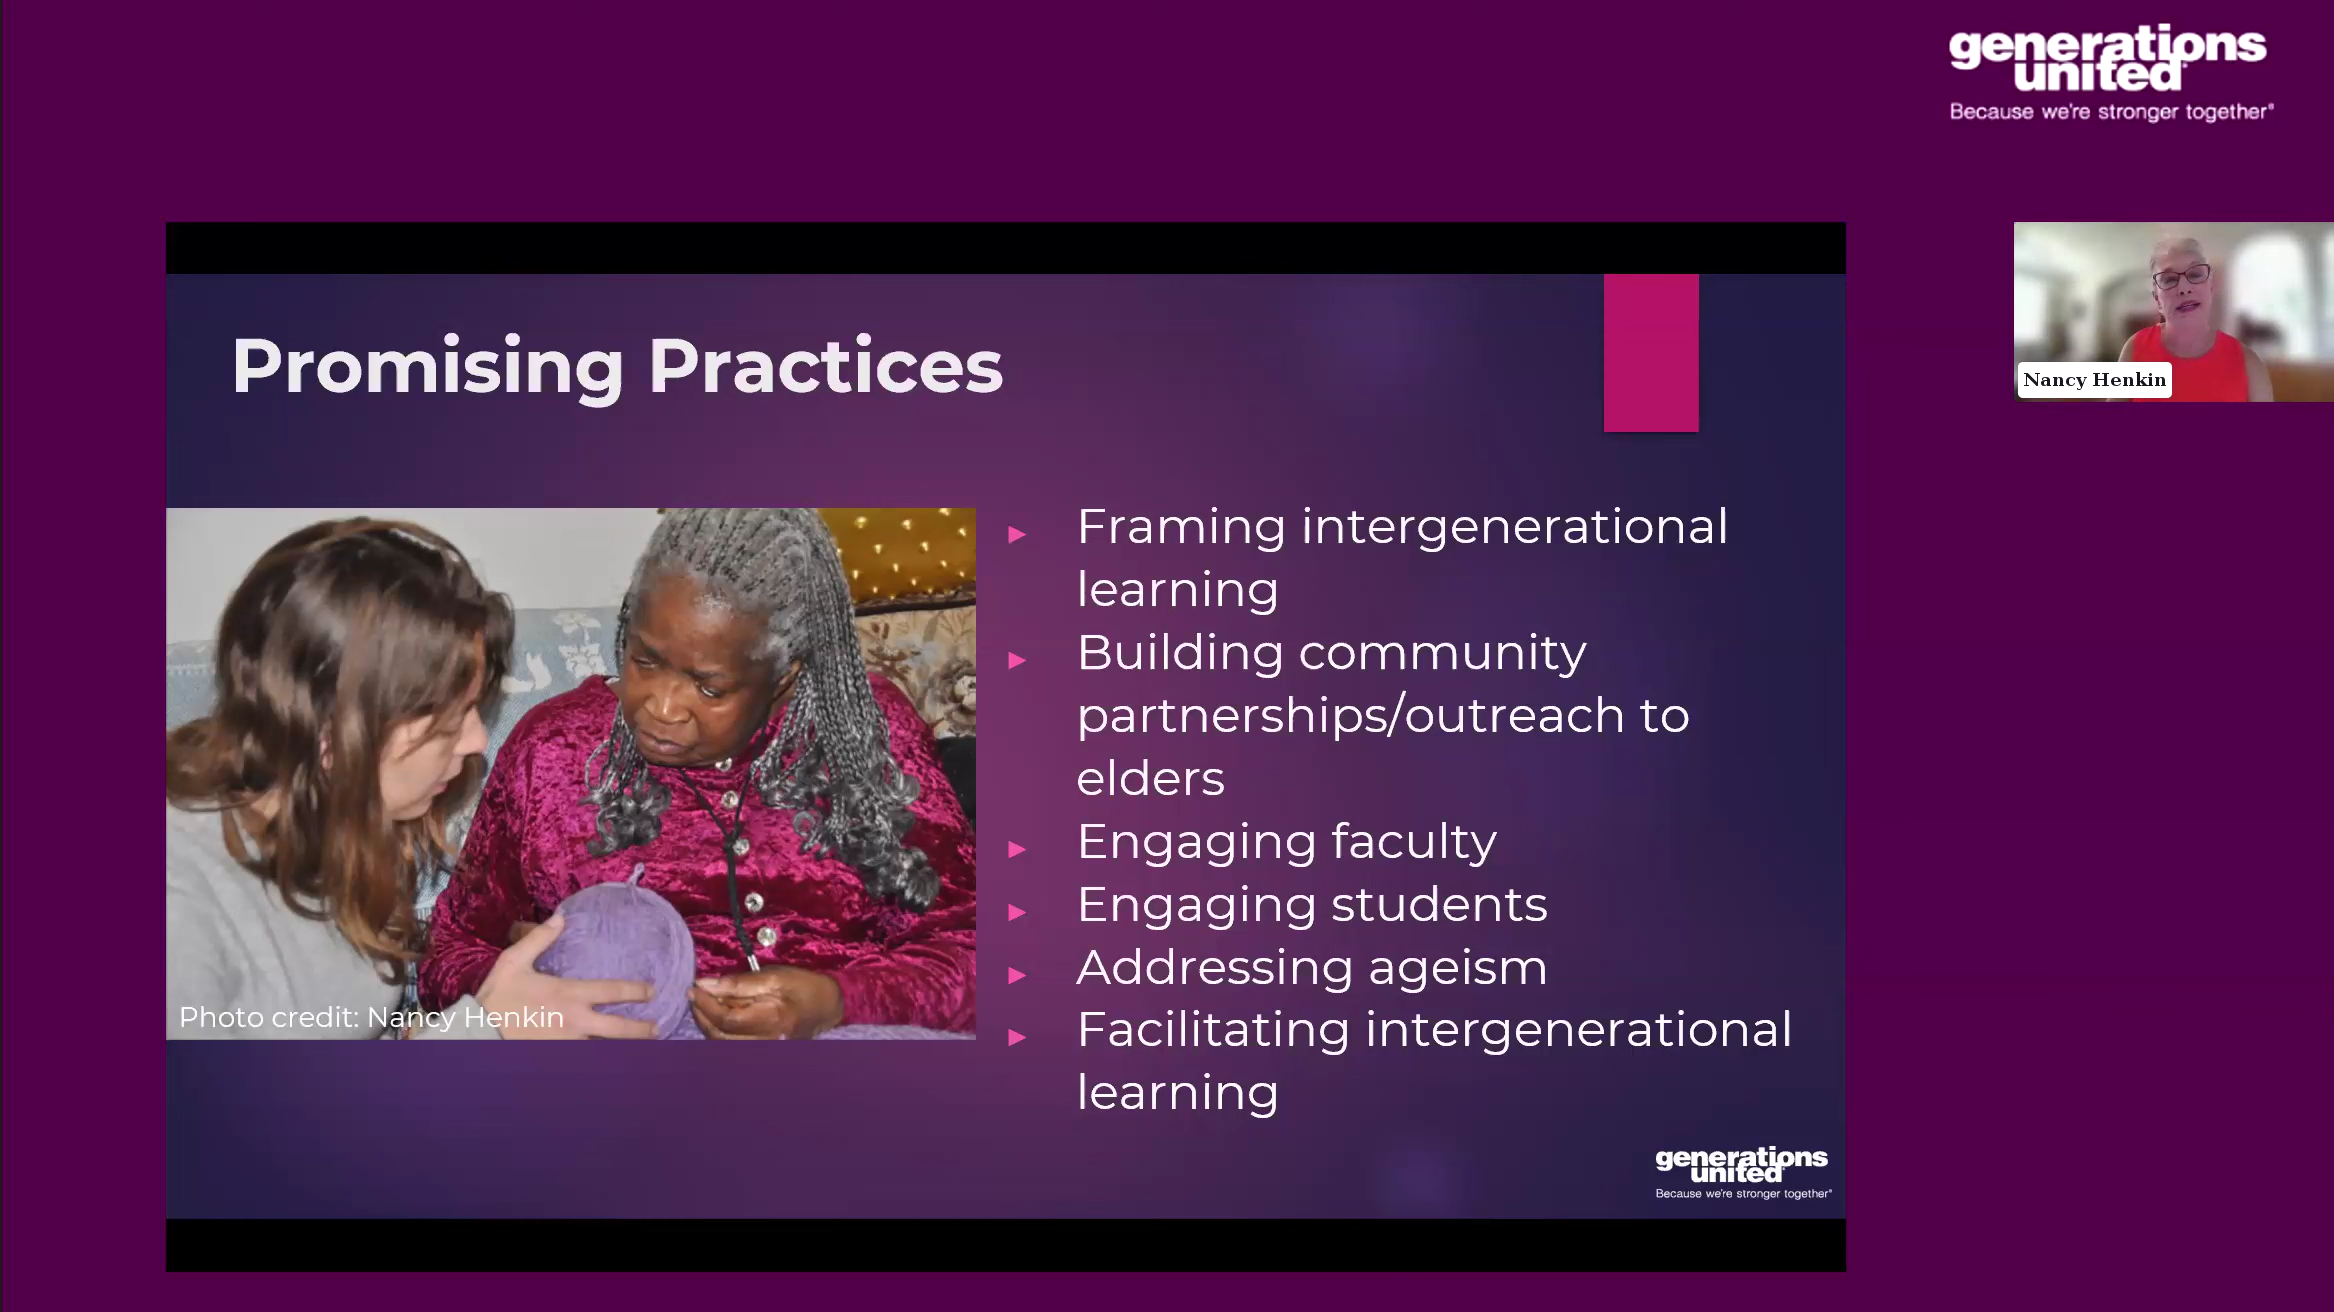 generations
united
Because we're stronger together®
Nancy Henkin
Promising Practices
► Framing intergenerational
learning
► Building community
partnerships/outreach to
elders
► Engaging faculty
► Engaging students
► Addressing ageism
► Facilitating intergenerational
learning
Photo credit: Nancy Henkin
generations
united
Because we're stronger together®